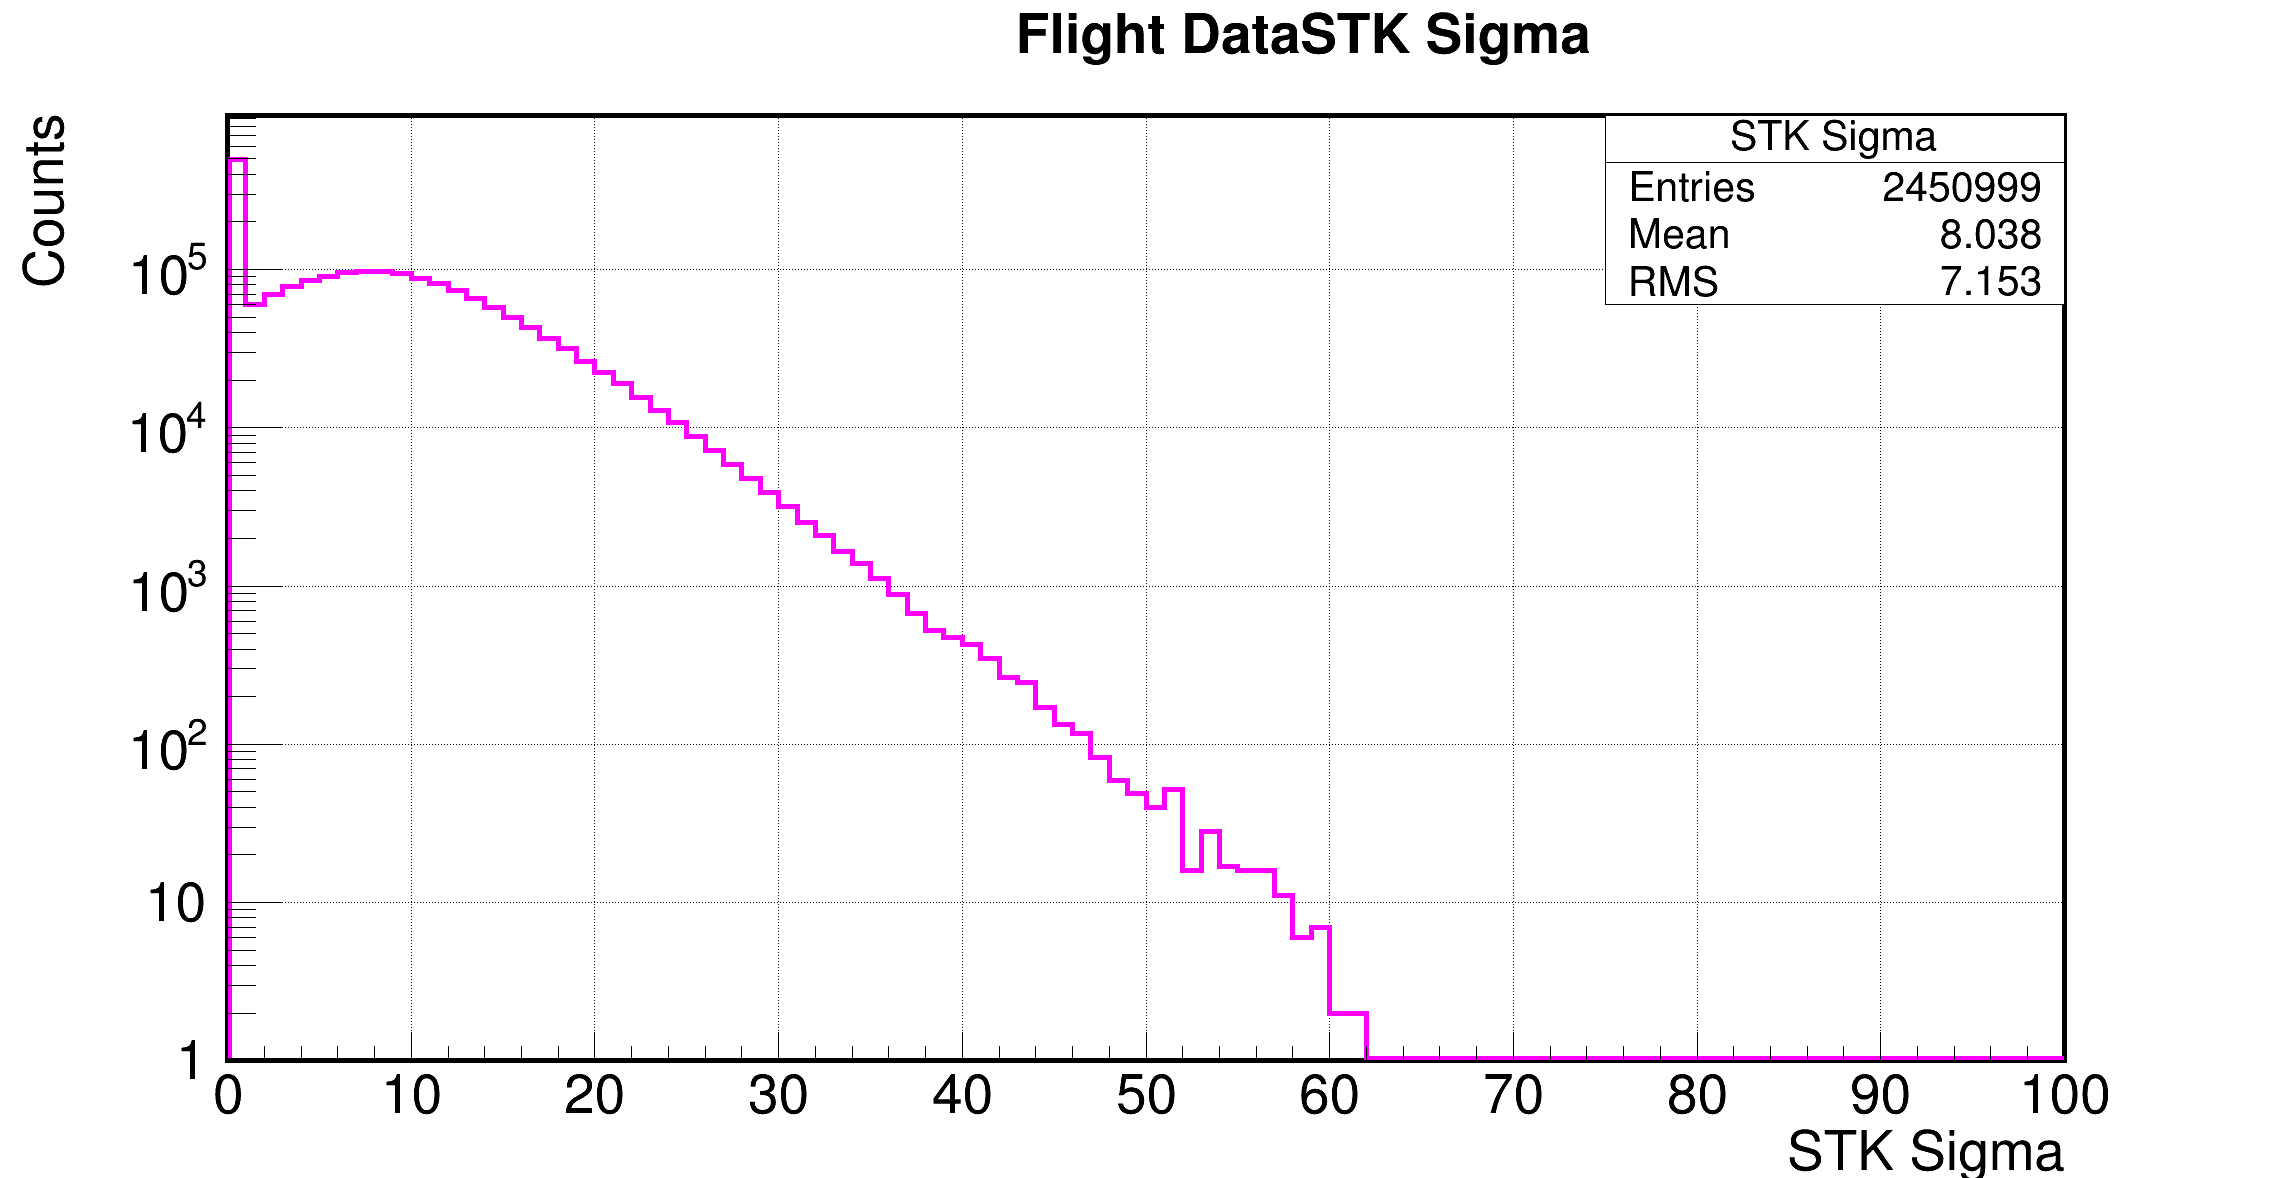 Flight DataSTK Sigma
Counts
STK Sigma
Entries 2450999
Mean 8.038
RMS 7.153
10^5
10^4
10^3
10^2
10
1
0 10 20 30 40 50 60 70 80 90 100
STK Sigma